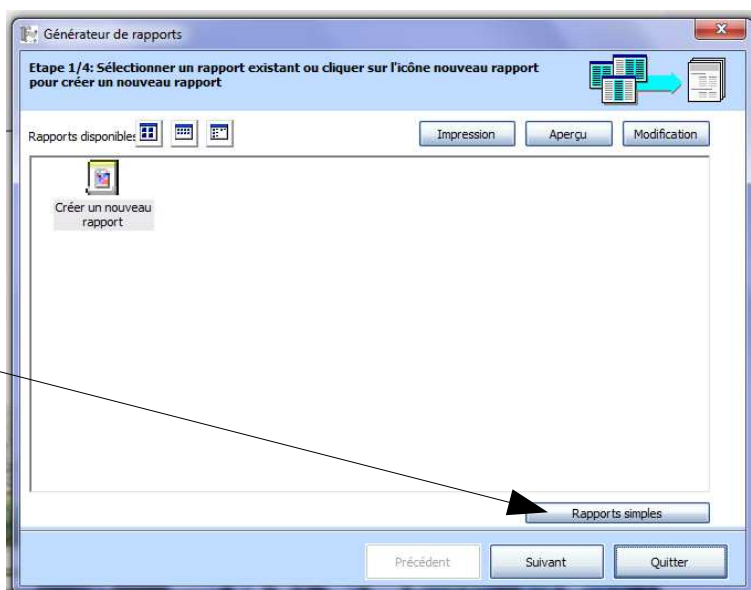 Générateur de rapports
Etape 1/4: Sélectionner un rapport existant ou cliquer sur l'icône nouveau rapport
pour créer un nouveau rapport
Rapports disponibles
Impression
Aperçu
Modification
Créer un nouveau
rapport
Rapports simples
Précédent
Suivant
Quitter